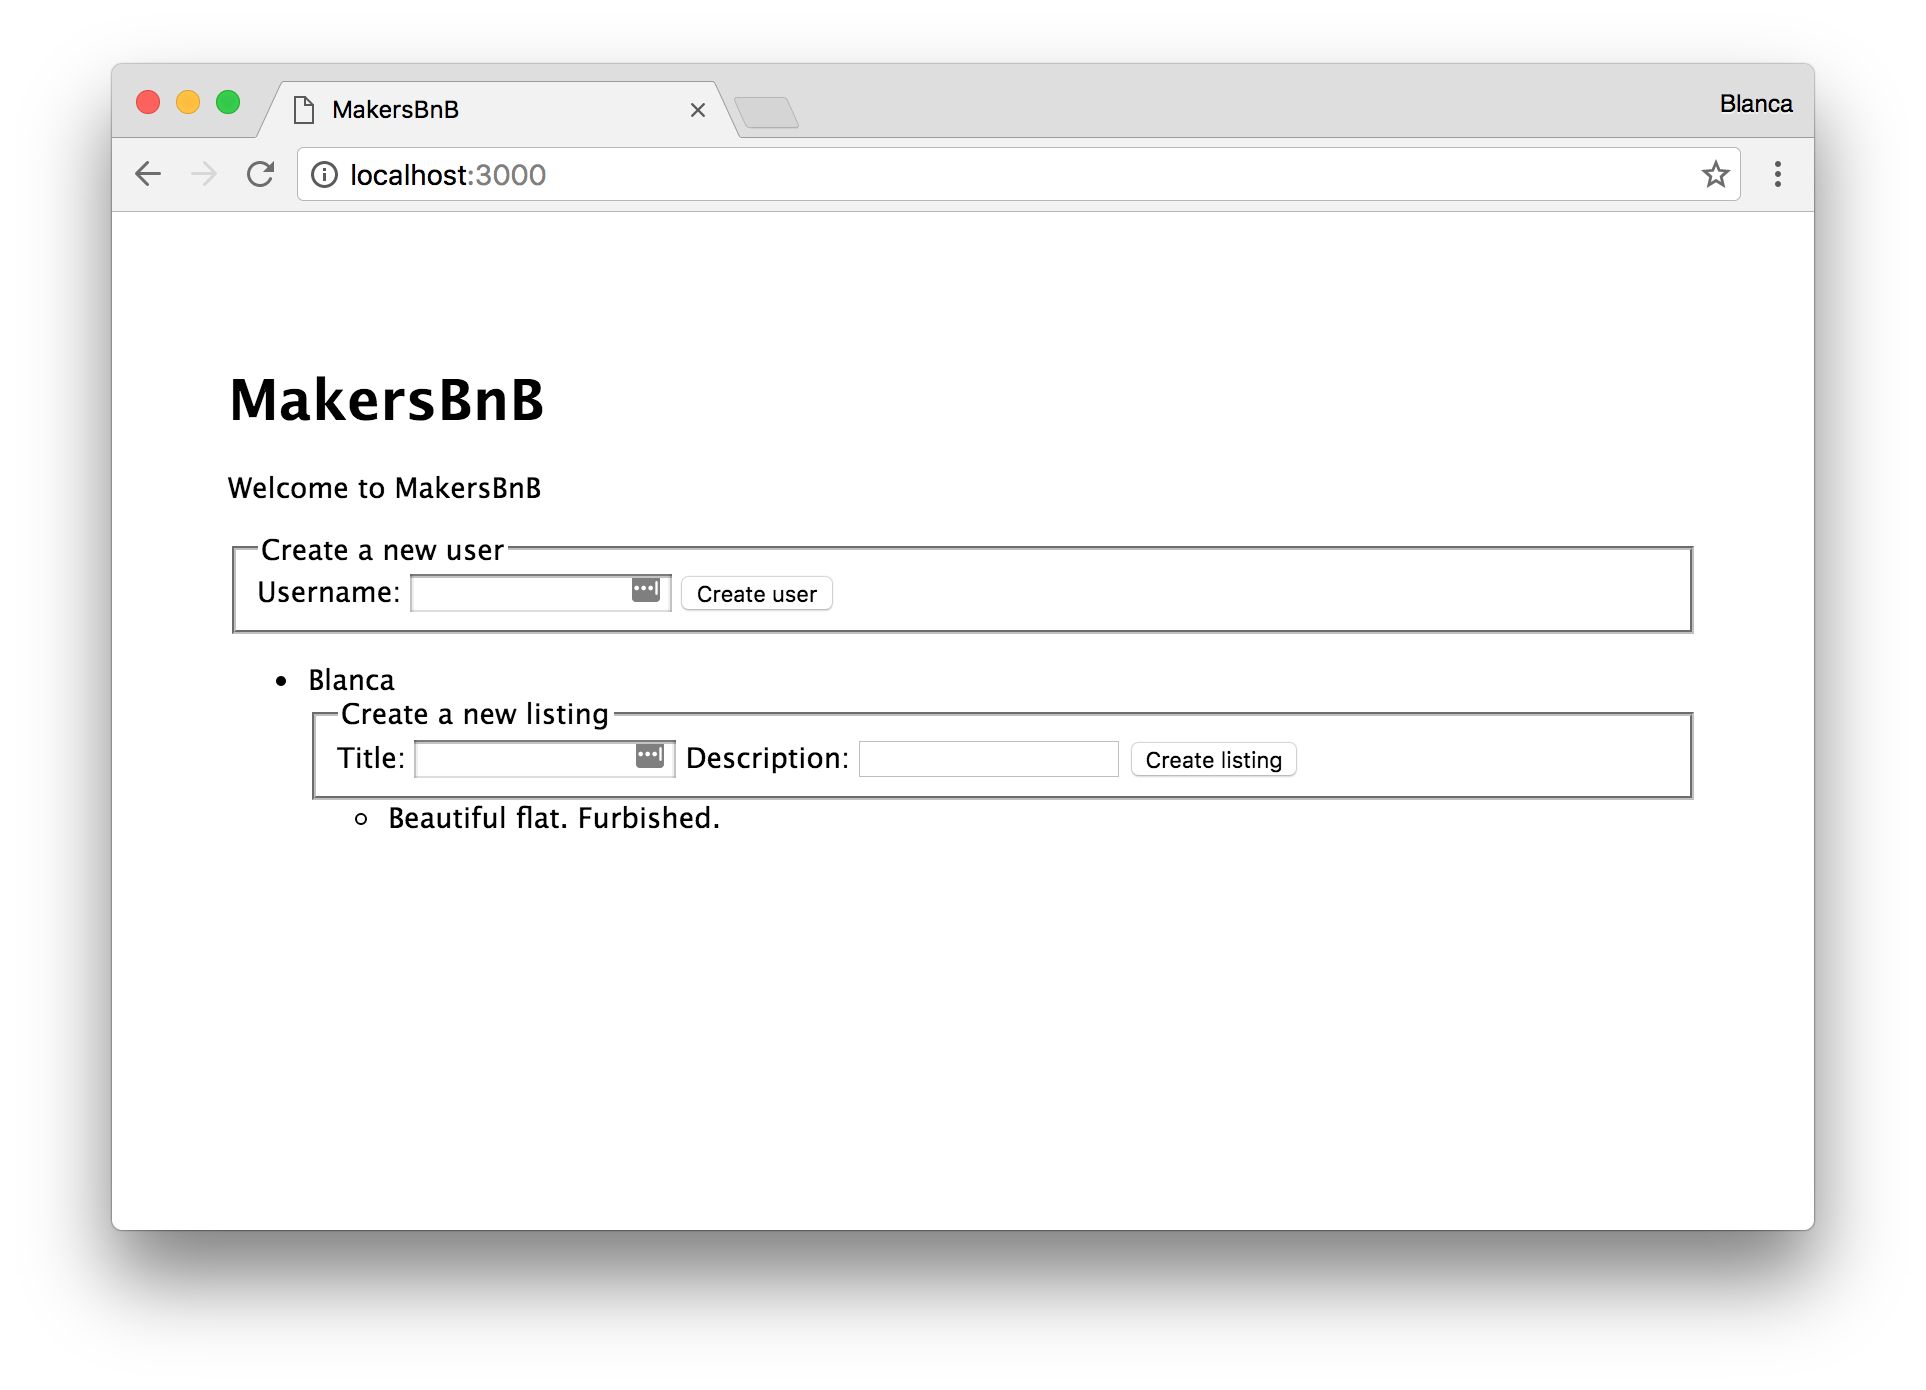 MakersBnB
Blanca
localhost:3000
MakersBnB
Welcome to MakersBnB
Create a new user
Username: Create user
Blanca
Create a new listing
Title: Description: Create listing
Beautiful flat. Furbished.